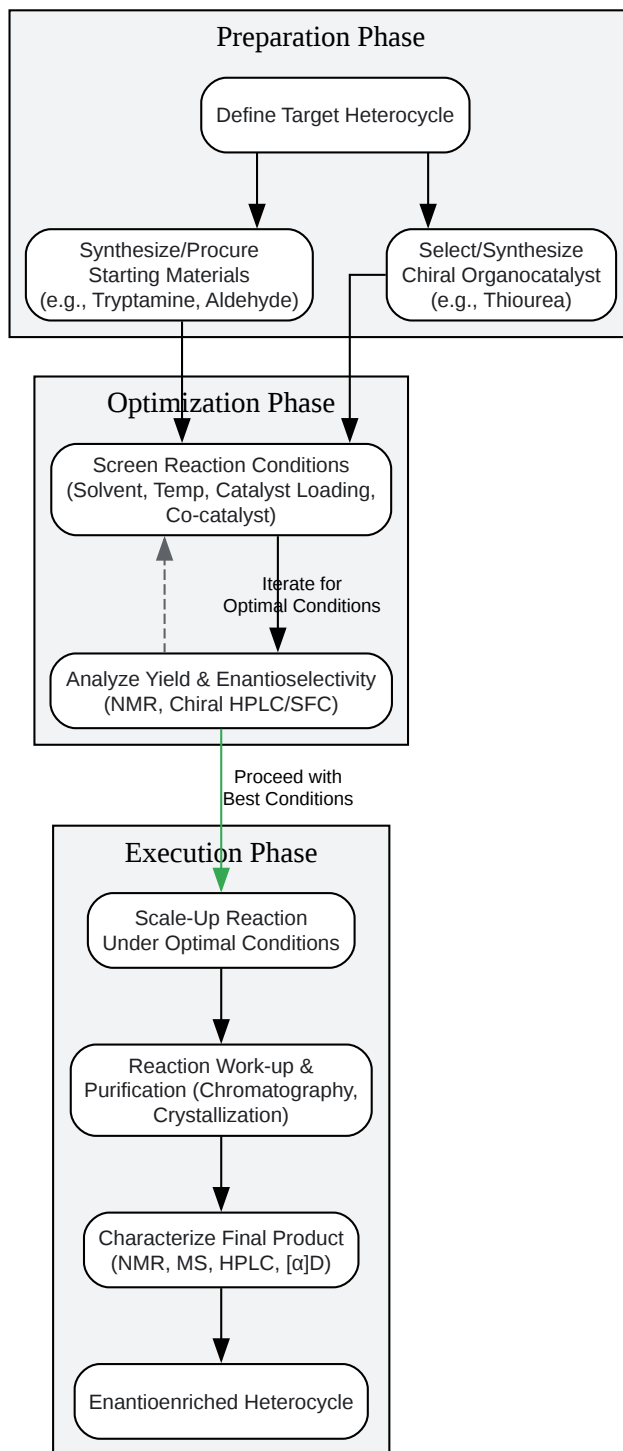 Preparation Phase
Define Target Heterocycle
Synthesize/Procure
Starting Materials
(e.g., Tryptamine, Aldehyde)
Select/Synthesize
Chiral Organocatalyst
(e.g., Thiourea)
Optimization Phase
Screen Reaction Conditions
(Solvent, Temp, Catalyst Loading,
Co-catalyst)
Iterate for
Optimal Conditions
Analyze Yield & Enantioselectivity
(NMR, Chiral HPLC/SFC)
Proceed with
Best Conditions
Execution Phase
Scale-Up Reaction
Under Optimal Conditions
Reaction Work-up &
Purification (Chromatography,
Crystallization)
Characterize Final Product
(NMR, MS, HPLC, [α]D)
Enantioenriched Heterocycle